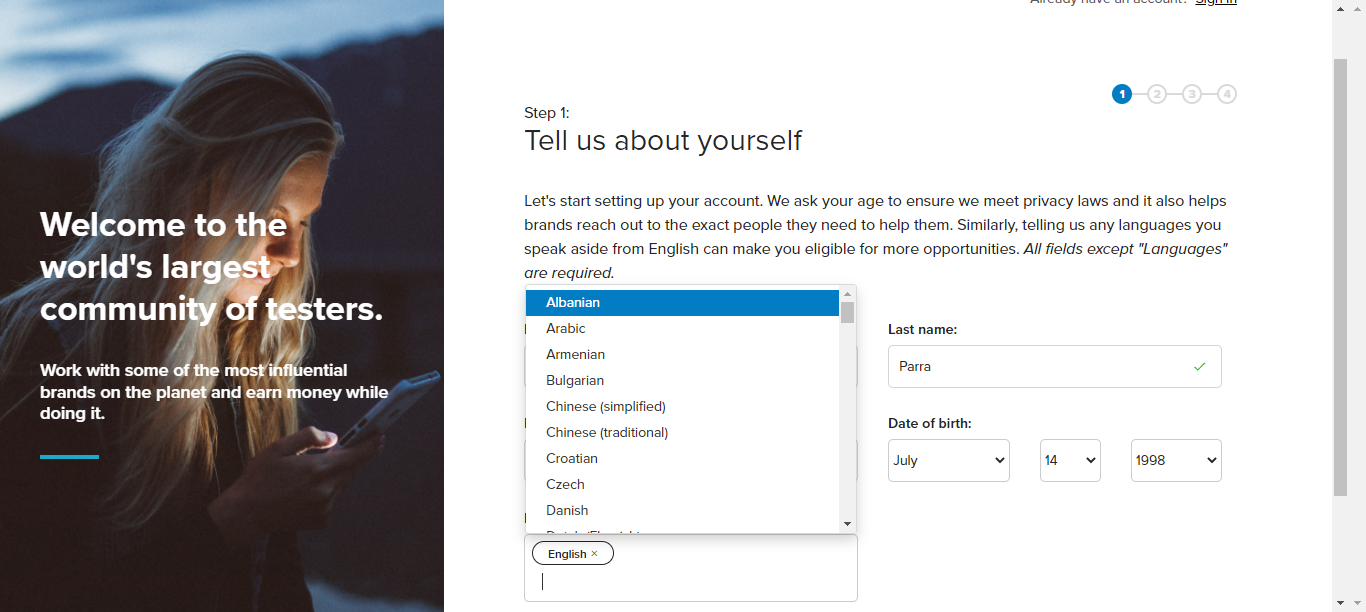 Already have an account? Sign in
1 2 3 4
Step 1:
Tell us about yourself
Let's start setting up your account. We ask your age to ensure we meet privacy laws and it also helps
brands reach out to the exact people they need to help them. Similarly, telling us any languages you
speak aside from English can make you eligible for more opportunities. All fields except "Languages"
are required.
Welcome to the
world's largest
community of testers.
Work with some of the most influential
brands on the planet and earn money while
doing it.
Albanian
Arabic
Armenian
Bulgarian
Chinese (simplified)
Chinese (traditional)
Croatian
Czech
Danish
English ×
Last name:
Parra
Date of birth:
July 14 1998